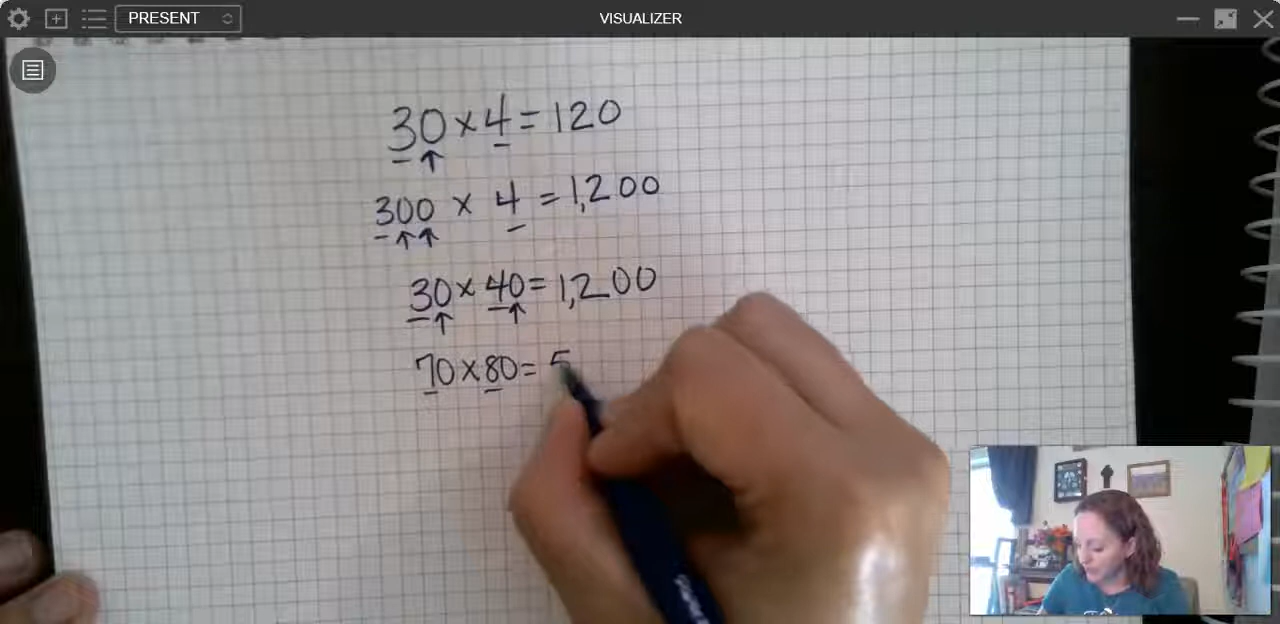 PRESENT VISUALIZER
30 × 4 = 120
300 × 4 = 1,200
30 × 40 = 1,200
70 × 80 = 5